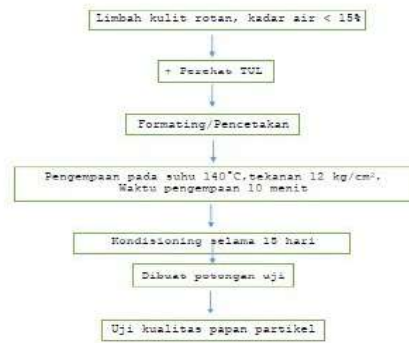 Limbah kulit rotan, kadar air < 15%
+ Perekat TUL
Formating/Pencetakan
Pengempaan pada suhu 140°C.tekanan 12 kg/cm².
Waktu pengempaan 10 menit
Kondisioning selama 15 hari
Dibuat potongan uji
Uji kualitas papan partikel